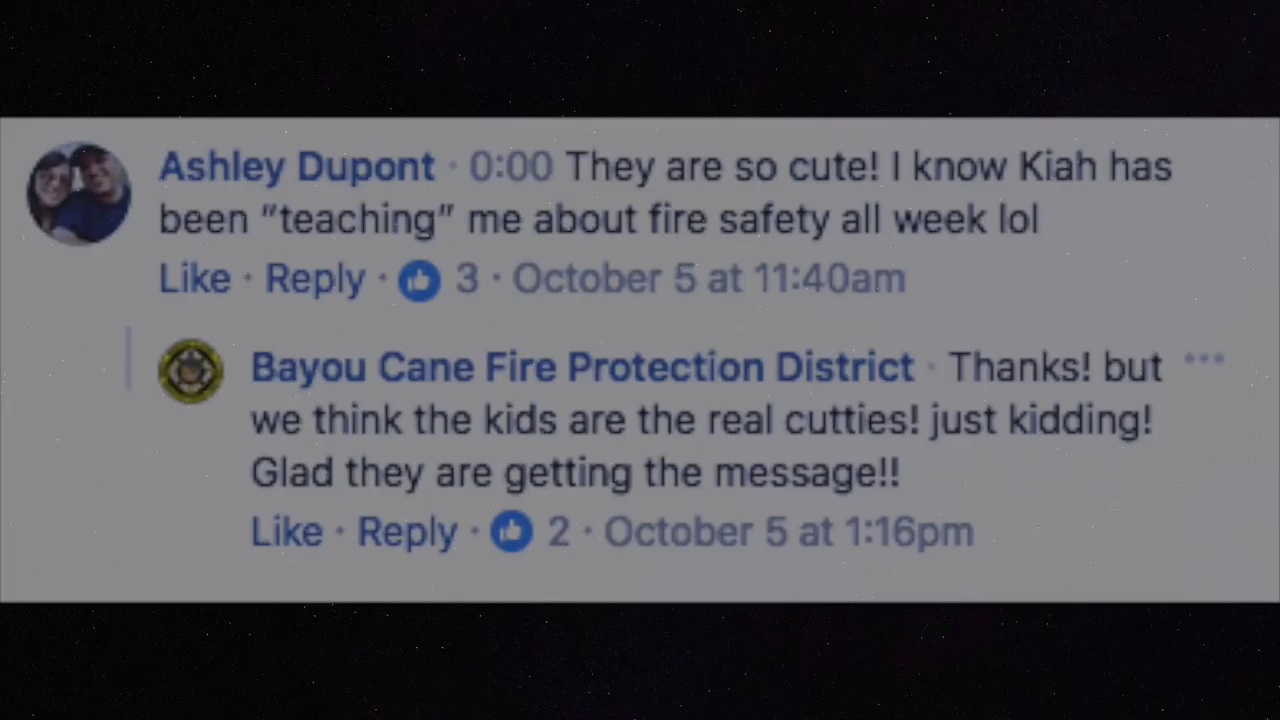 Ashley Dupont · 0:00 They are so cute! I know Kiah has
been "teaching" me about fire safety all week lol
Like · Reply · 3 · October 5 at 11:40am
Bayou Cane Fire Protection District · Thanks! but
we think the kids are the real cutties! just kidding!
Glad they are getting the message!!
Like · Reply · 2 · October 5 at 1:16pm